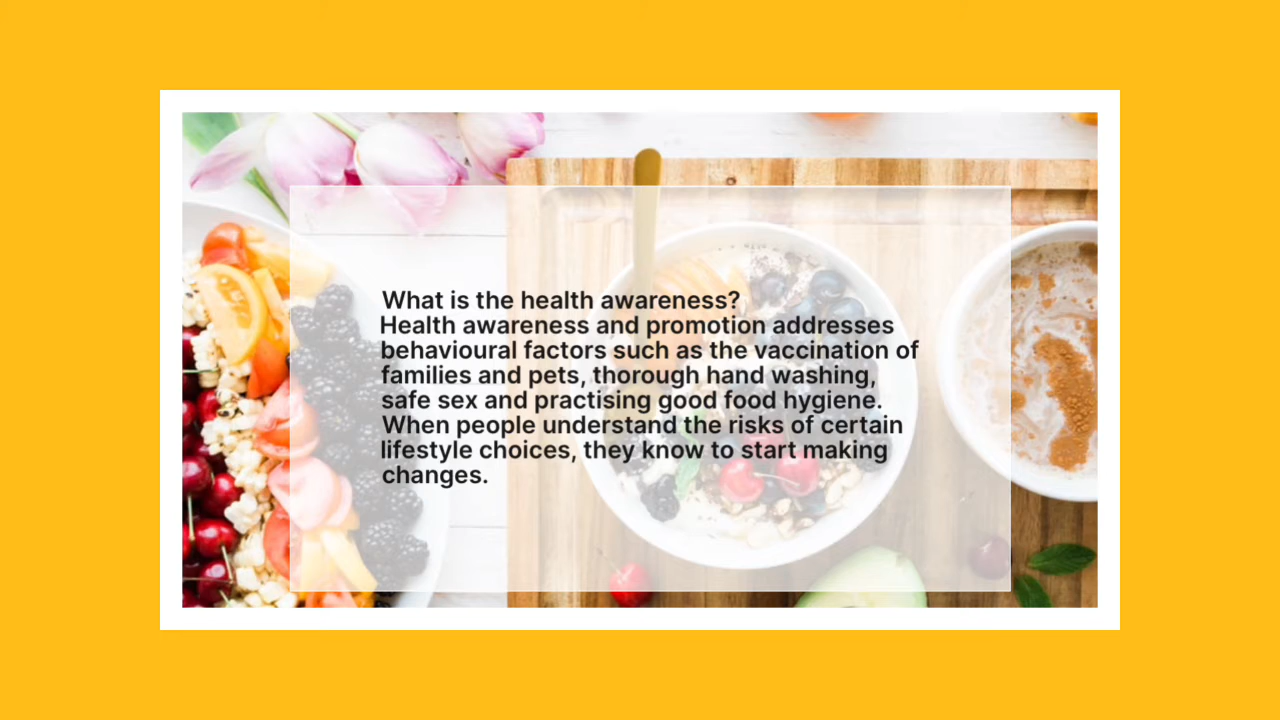 What is the health awareness?
Health awareness and promotion addresses
behavioural factors such as the vaccination of
families and pets, thorough hand washing,
safe sex and practising good food hygiene.
When people understand the risks of certain
lifestyle choices, they know to start making
changes.